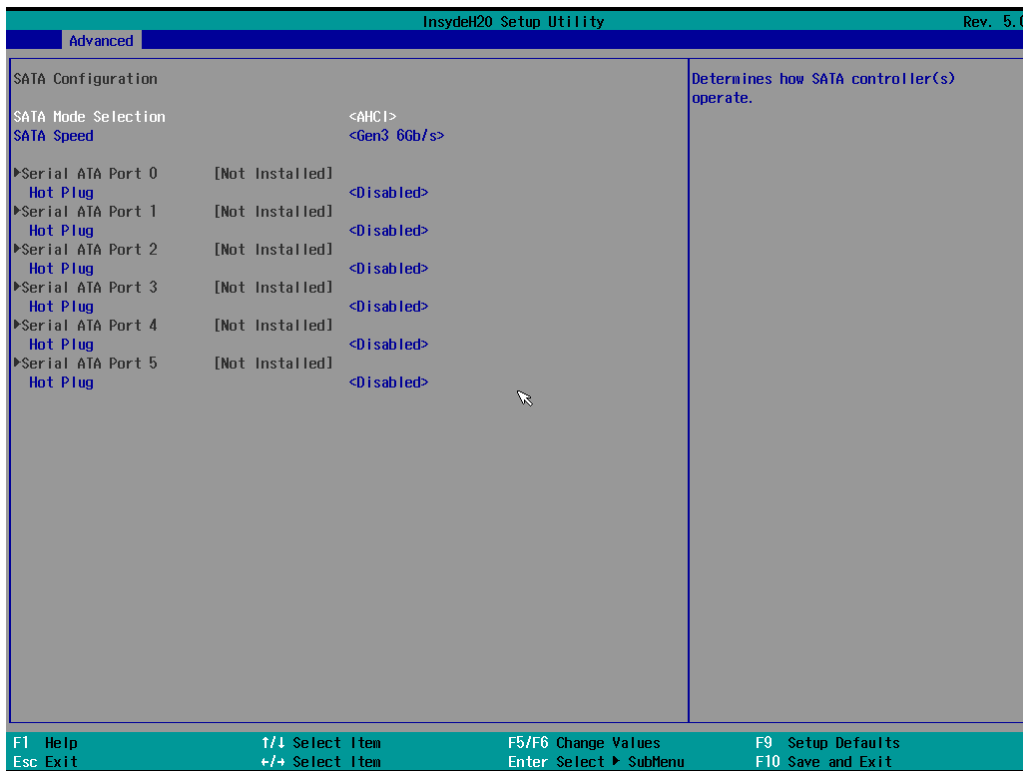 InsydeH20 Setup Utility Rev. 5.0
Advanced
SATA Configuration
SATA Mode Selection <AHCI>
SATA Speed <Gen3 6Gb/s>
▶Serial ATA Port 0 [Not Installed]
Hot Plug <Disabled>
▶Serial ATA Port 1 [Not Installed]
Hot Plug <Disabled>
▶Serial ATA Port 2 [Not Installed]
Hot Plug <Disabled>
▶Serial ATA Port 3 [Not Installed]
Hot Plug <Disabled>
▶Serial ATA Port 4 [Not Installed]
Hot Plug <Disabled>
▶Serial ATA Port 5 [Not Installed]
Hot Plug <Disabled>
Determines how SATA controller(s)
operate.
F1 Help ↑/↓ Select Item F5/F6 Change Values F9 Setup Defaults
Esc Exit ←/→ Select Item Enter Select ▶ SubMenu F10 Save and Exit